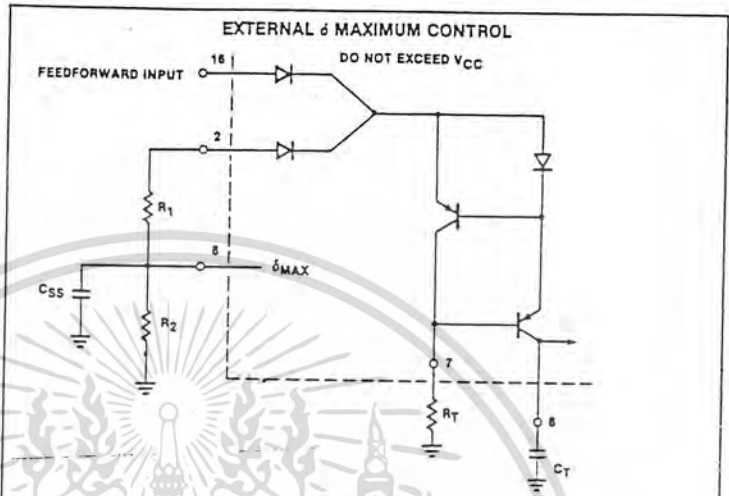 EXTERNAL δ MAXIMUM CONTROL
DO NOT EXCEED VCC
16
FEEDFORWARD INPUT
2
R1
6
δMAX
CSS
R2
7
RT
8
CT